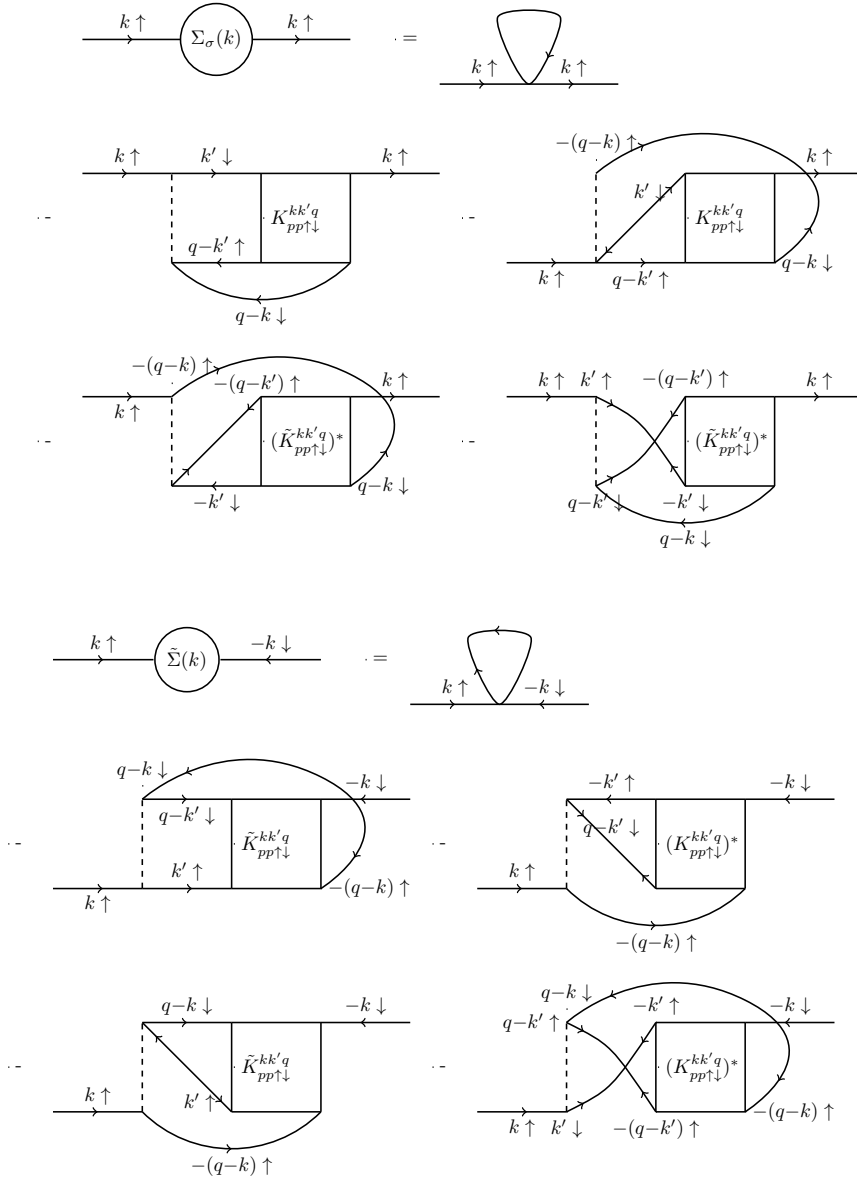 k ↑ Σ_σ(k) k ↑ =
k ↑ k ↑
k ↑ k′ ↓ k ↑
- K_{pp↑↓}^{kk′q}
q−k′ ↑
q−k ↓
−(q−k) ↑ k ↑
- k′ ↓ K_{pp↑↓}^{kk′q}
k ↑ q−k′ ↑ q−k ↓
−(q−k) ↑ −(q−k′) ↑ k ↑
k ↑
- (K̃_{pp↑↓}^{kk′q})*
−k′ ↓ q−k ↓
k ↑ k′ ↑ −(q−k′) ↑ k ↑
- (K̃_{pp↑↓}^{kk′q})*
q−k′ ↓ −k′ ↓
q−k ↓
k ↑ Σ̃(k) −k ↓ =
k ↑ −k ↓
q−k ↓ −k ↓
q−k′ ↓
- K̃_{pp↑↓}^{kk′q}
k ↑ k′ ↑ −(q−k) ↑
−k′ ↑ −k ↓
q−k′ ↓
- (K_{pp↑↓}^{kk′q})*
k ↑
−(q−k) ↑
q−k ↓ −k ↓
- K̃_{pp↑↓}^{kk′q}
k ↑ k′ ↑
−(q−k) ↑
q−k ↓ −k ↓
q−k′ ↑ −k′ ↑
- (K_{pp↑↓}^{kk′q})*
k ↑ k′ ↓ −(q−k′) ↑ −(q−k) ↑